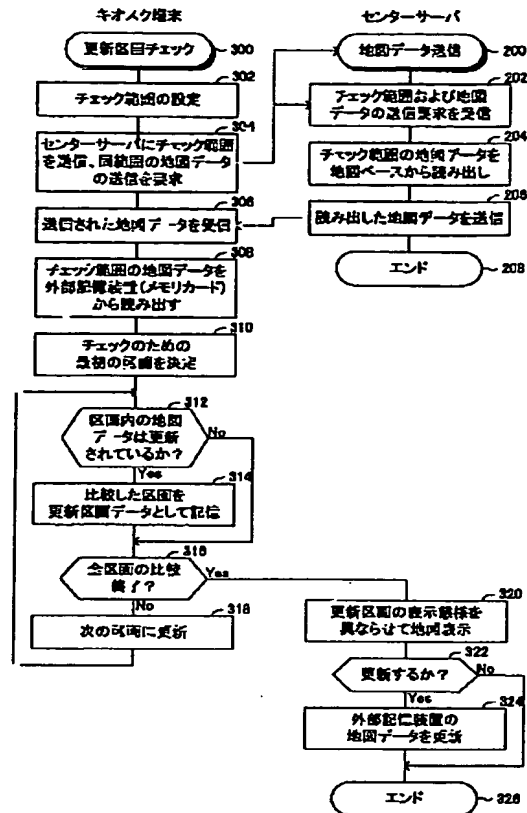 キオスク端末
センターサーバ
更新区画チェック
300
地図データ送信
200
302
チェック範囲の設定
202
チェック範囲および地図
データの送信要求を受信
304
センターサーバにチェック範囲
を送信、同範囲の地図データ
の送信を要求
204
チェック範囲の地図データを
地図ベースから読み出し
306
送信された地図データを受信
206
読み出した地図データを送信
308
チェック範囲の地図データを
外部記憶装置(メモリカード)
から読み出す
エンド
208
310
チェックのための
最初の区画を決定
312
区画内の地図
データは更新
されているか?
No
Yes
314
比較した区画を
更新区画データとして記憶
316
全区画の比較
終了?
Yes
No
318
次の区画に更新
320
更新区画の表示態様を
異ならせて地図表示
322
更新するか?
No
Yes
324
外部記憶装置の
地図データを更新
エンド
326